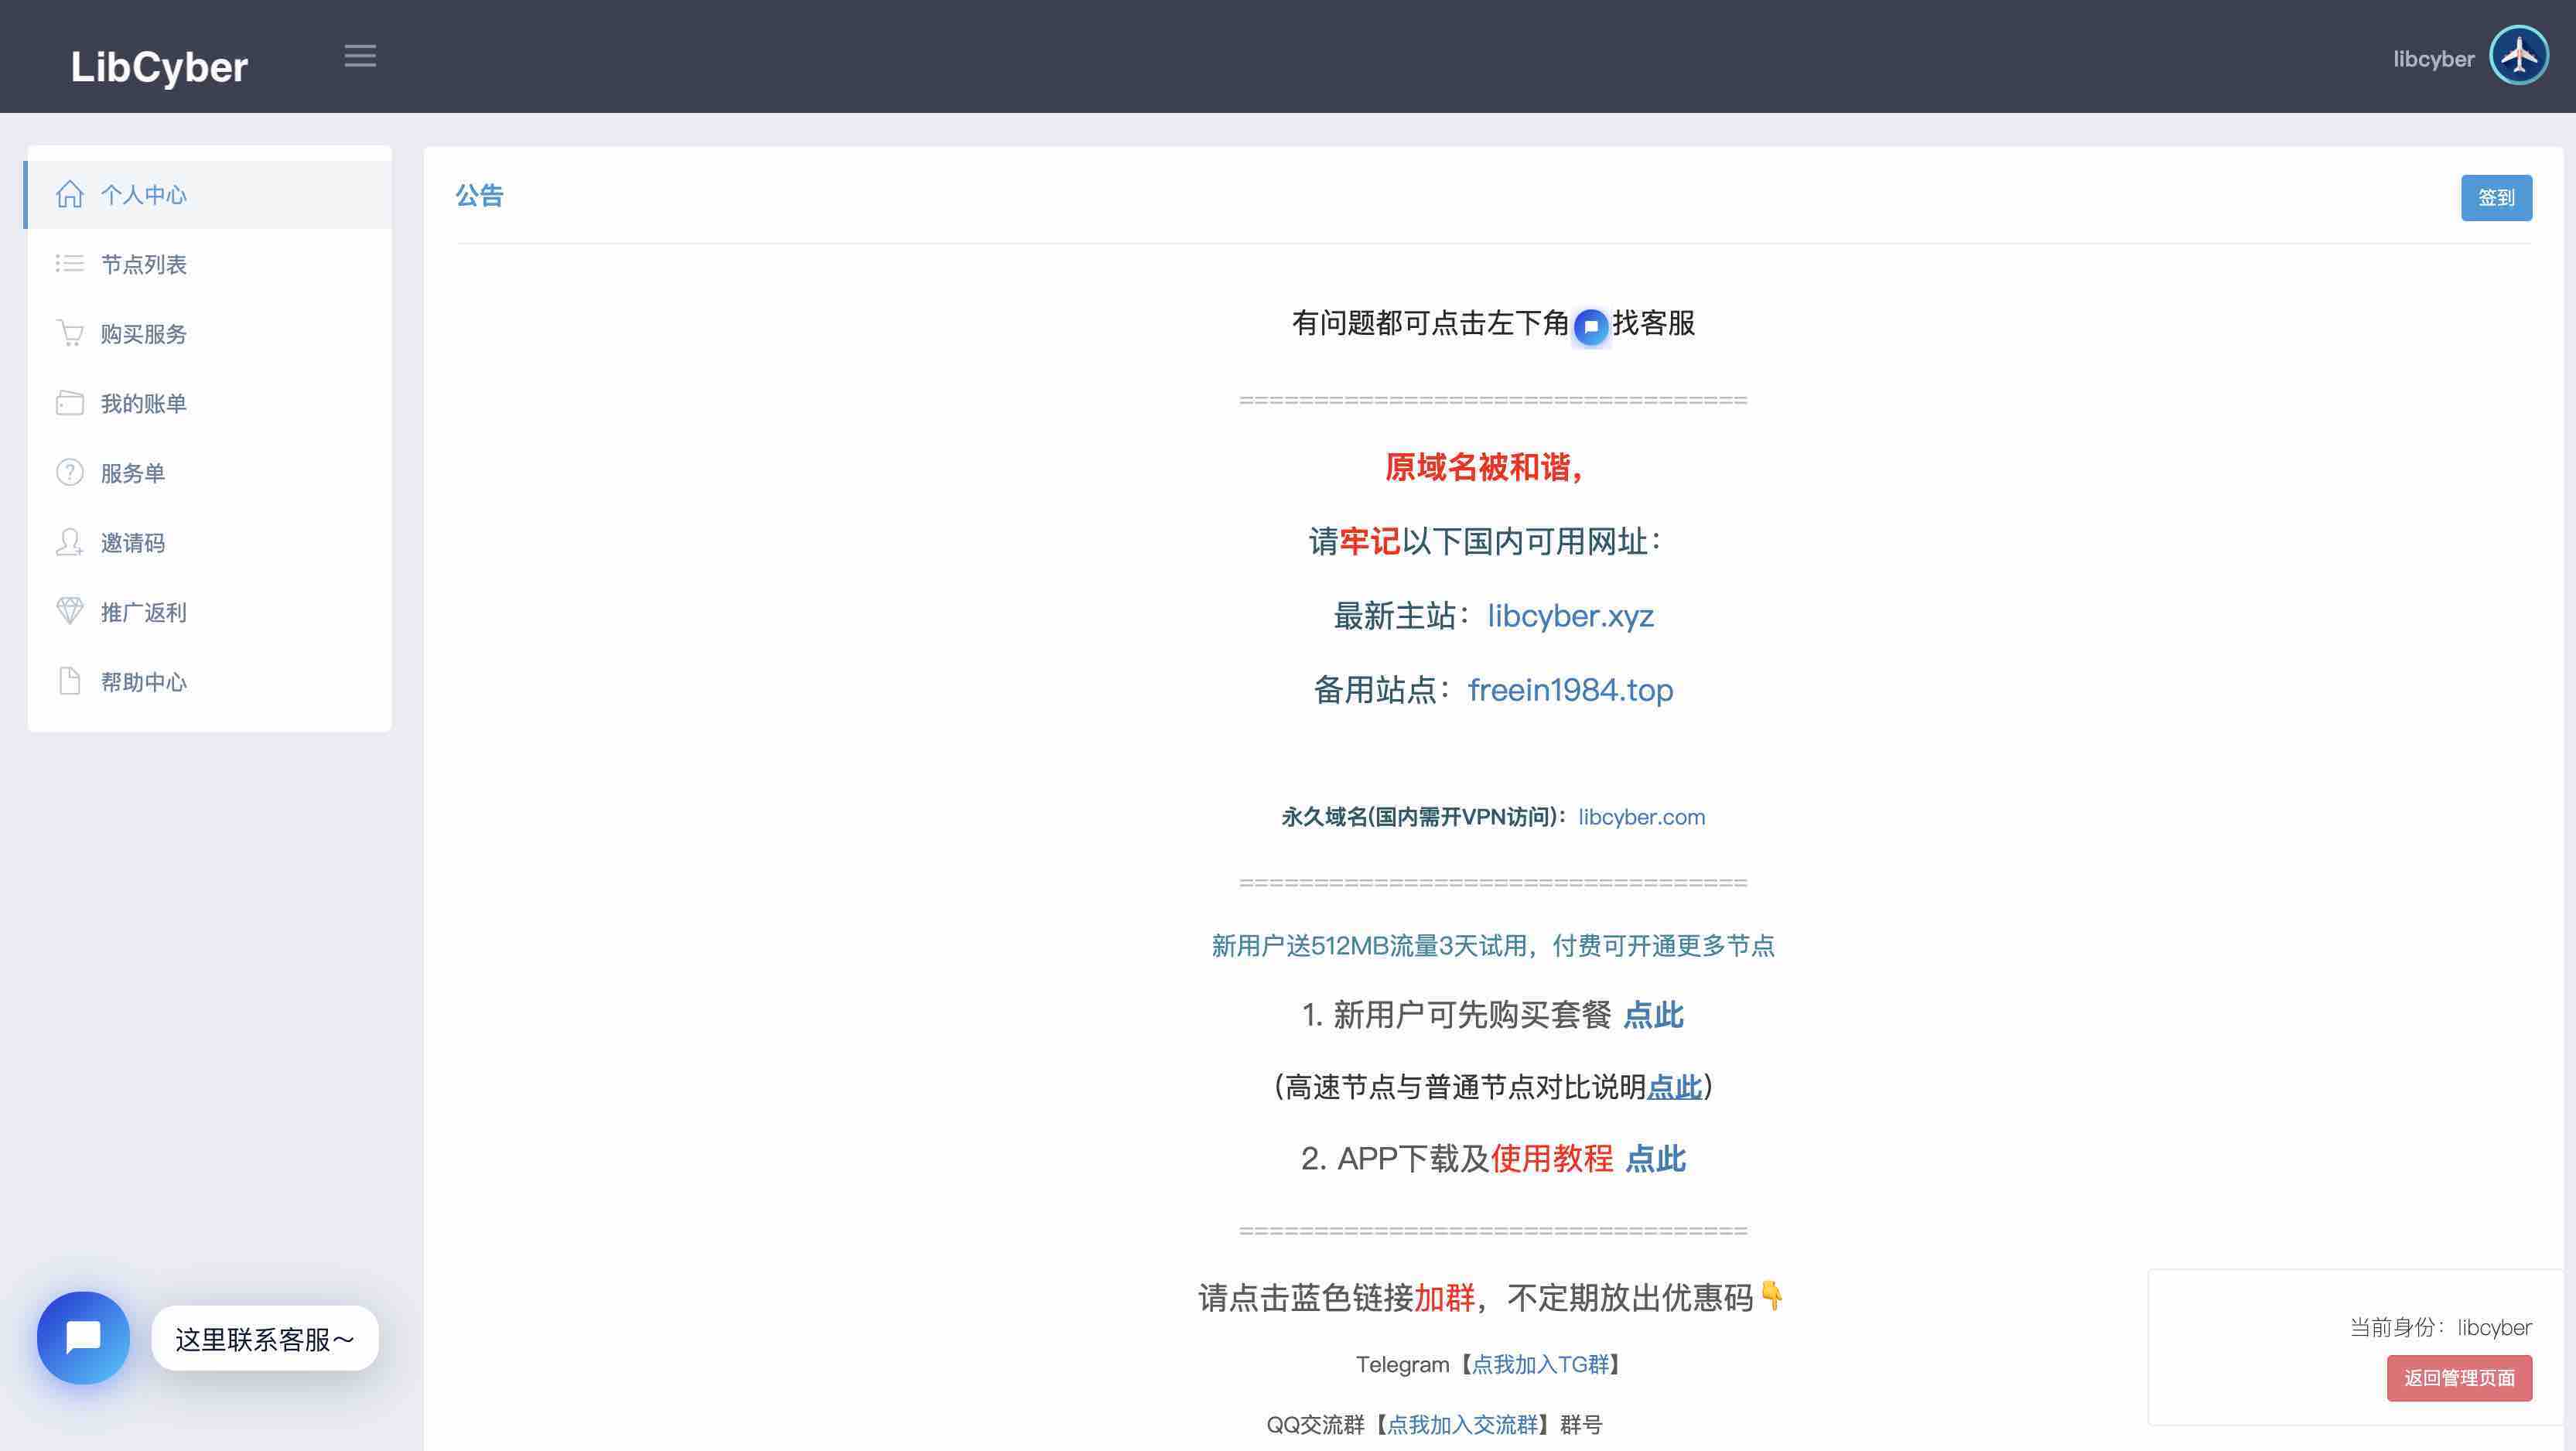 LibCyber
libcyber
个人中心
节点列表
购买服务
我的账单
服务单
邀请码
推广返利
帮助中心
公告
签到
有问题都可点击左下角找客服
==================================
原域名被和谐，
请牢记以下国内可用网址：
最新主站：libcyber.xyz
备用站点：freein1984.top
永久域名(国内需开VPN访问)：libcyber.com
==================================
新用户送512MB流量3天试用，付费可开通更多节点
1. 新用户可先购买套餐 点此
（高速节点与普通节点对比说明点此）
2. APP下载及使用教程 点此
==================================
请点击蓝色链接加群，不定期放出优惠码👇
Telegram【点我加入TG群】
QQ交流群【点我加入交流群】群号
这里联系客服～
当前身份：libcyber
返回管理页面